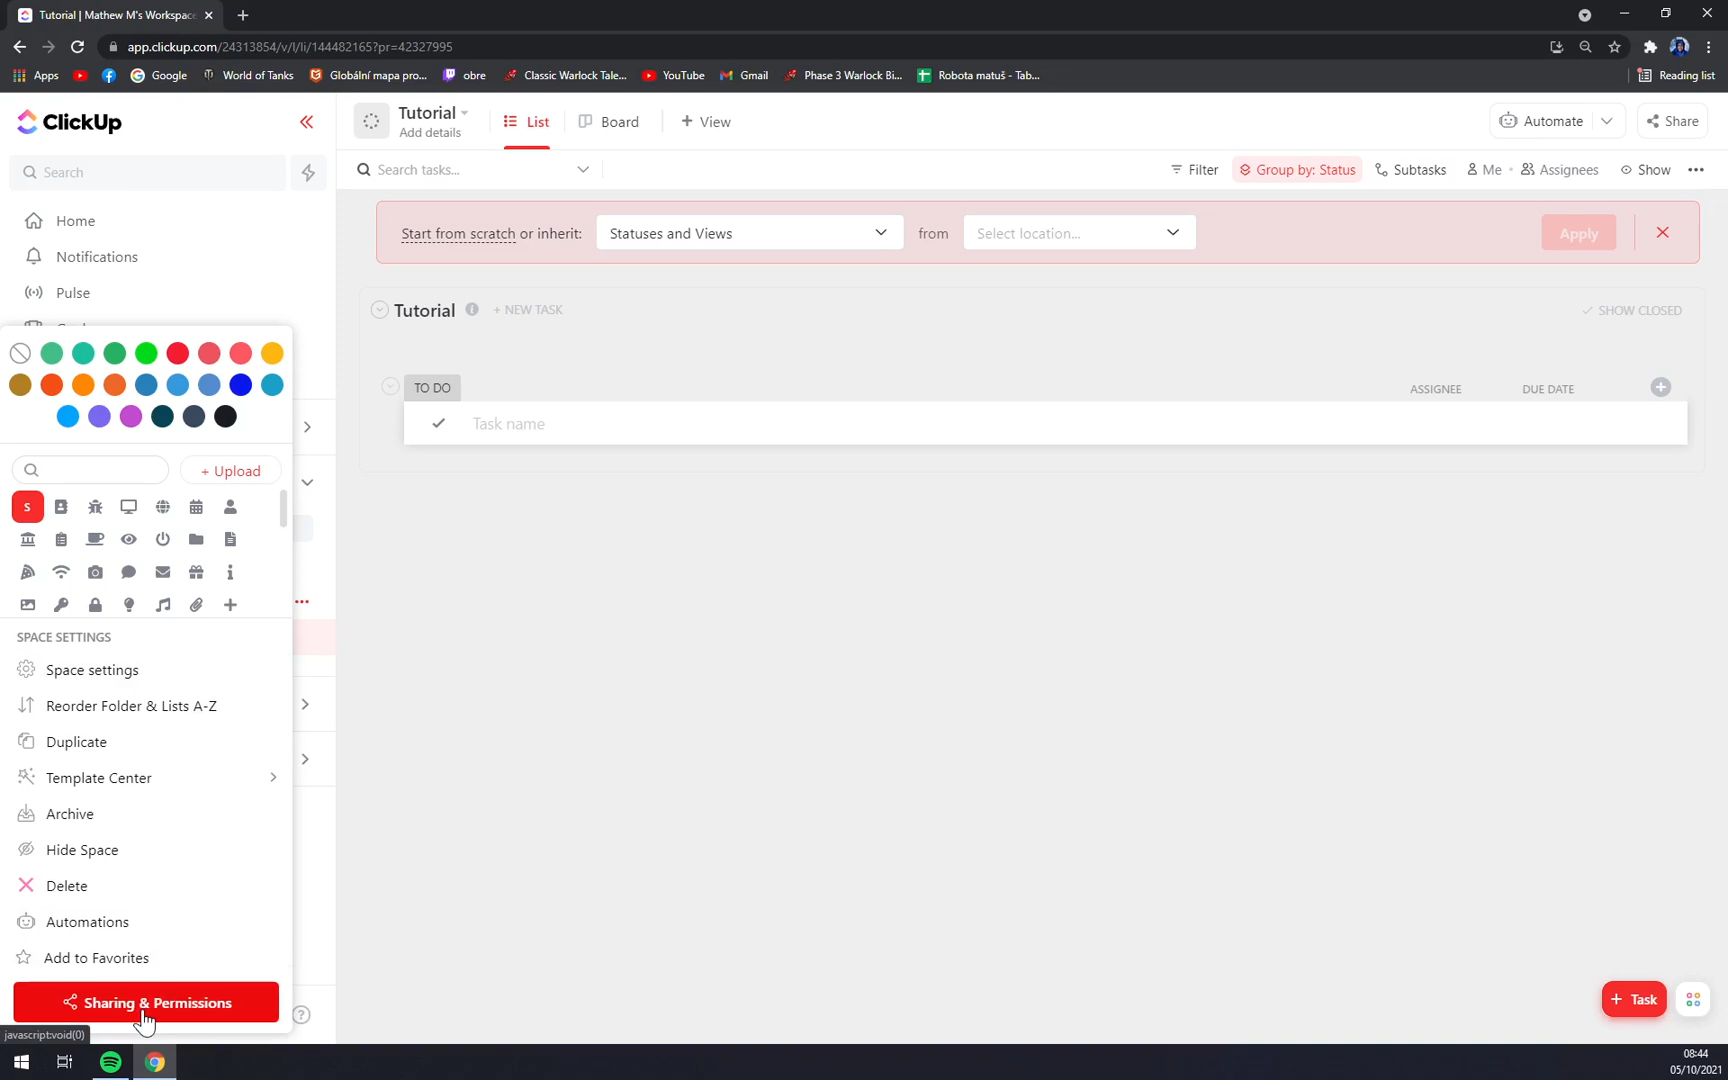 Tutorial | Mathew M's Workspace
app.clickup.com/24313854/v/l/li/144482165?pr=42327995
Apps
Google
World of Tanks
Globální mapa pro...
obre
Classic Warlock Tale...
YouTube
Gmail
Phase 3 Warlock Bi...
Robota matuš - Tab...
Reading list
ClickUp
Tutorial
Add details
List
Board
+ View
Automate
Share
Search
Search tasks...
Filter
Group by: Status
Subtasks
Me
Assignees
Show
Home
Notifications
Pulse
Start from scratch or inherit:
Statuses and Views
from
Select location...
Apply
Tutorial
+ NEW TASK
SHOW CLOSED
TO DO
ASSIGNEE
DUE DATE
Task name
+ Upload
S
SPACE SETTINGS
Space settings
Reorder Folder & Lists A-Z
Duplicate
Template Center
Archive
Hide Space
Delete
Automations
Add to Favorites
Sharing & Permissions
+ Task
javascript:void(0)
08:44
05/10/2021